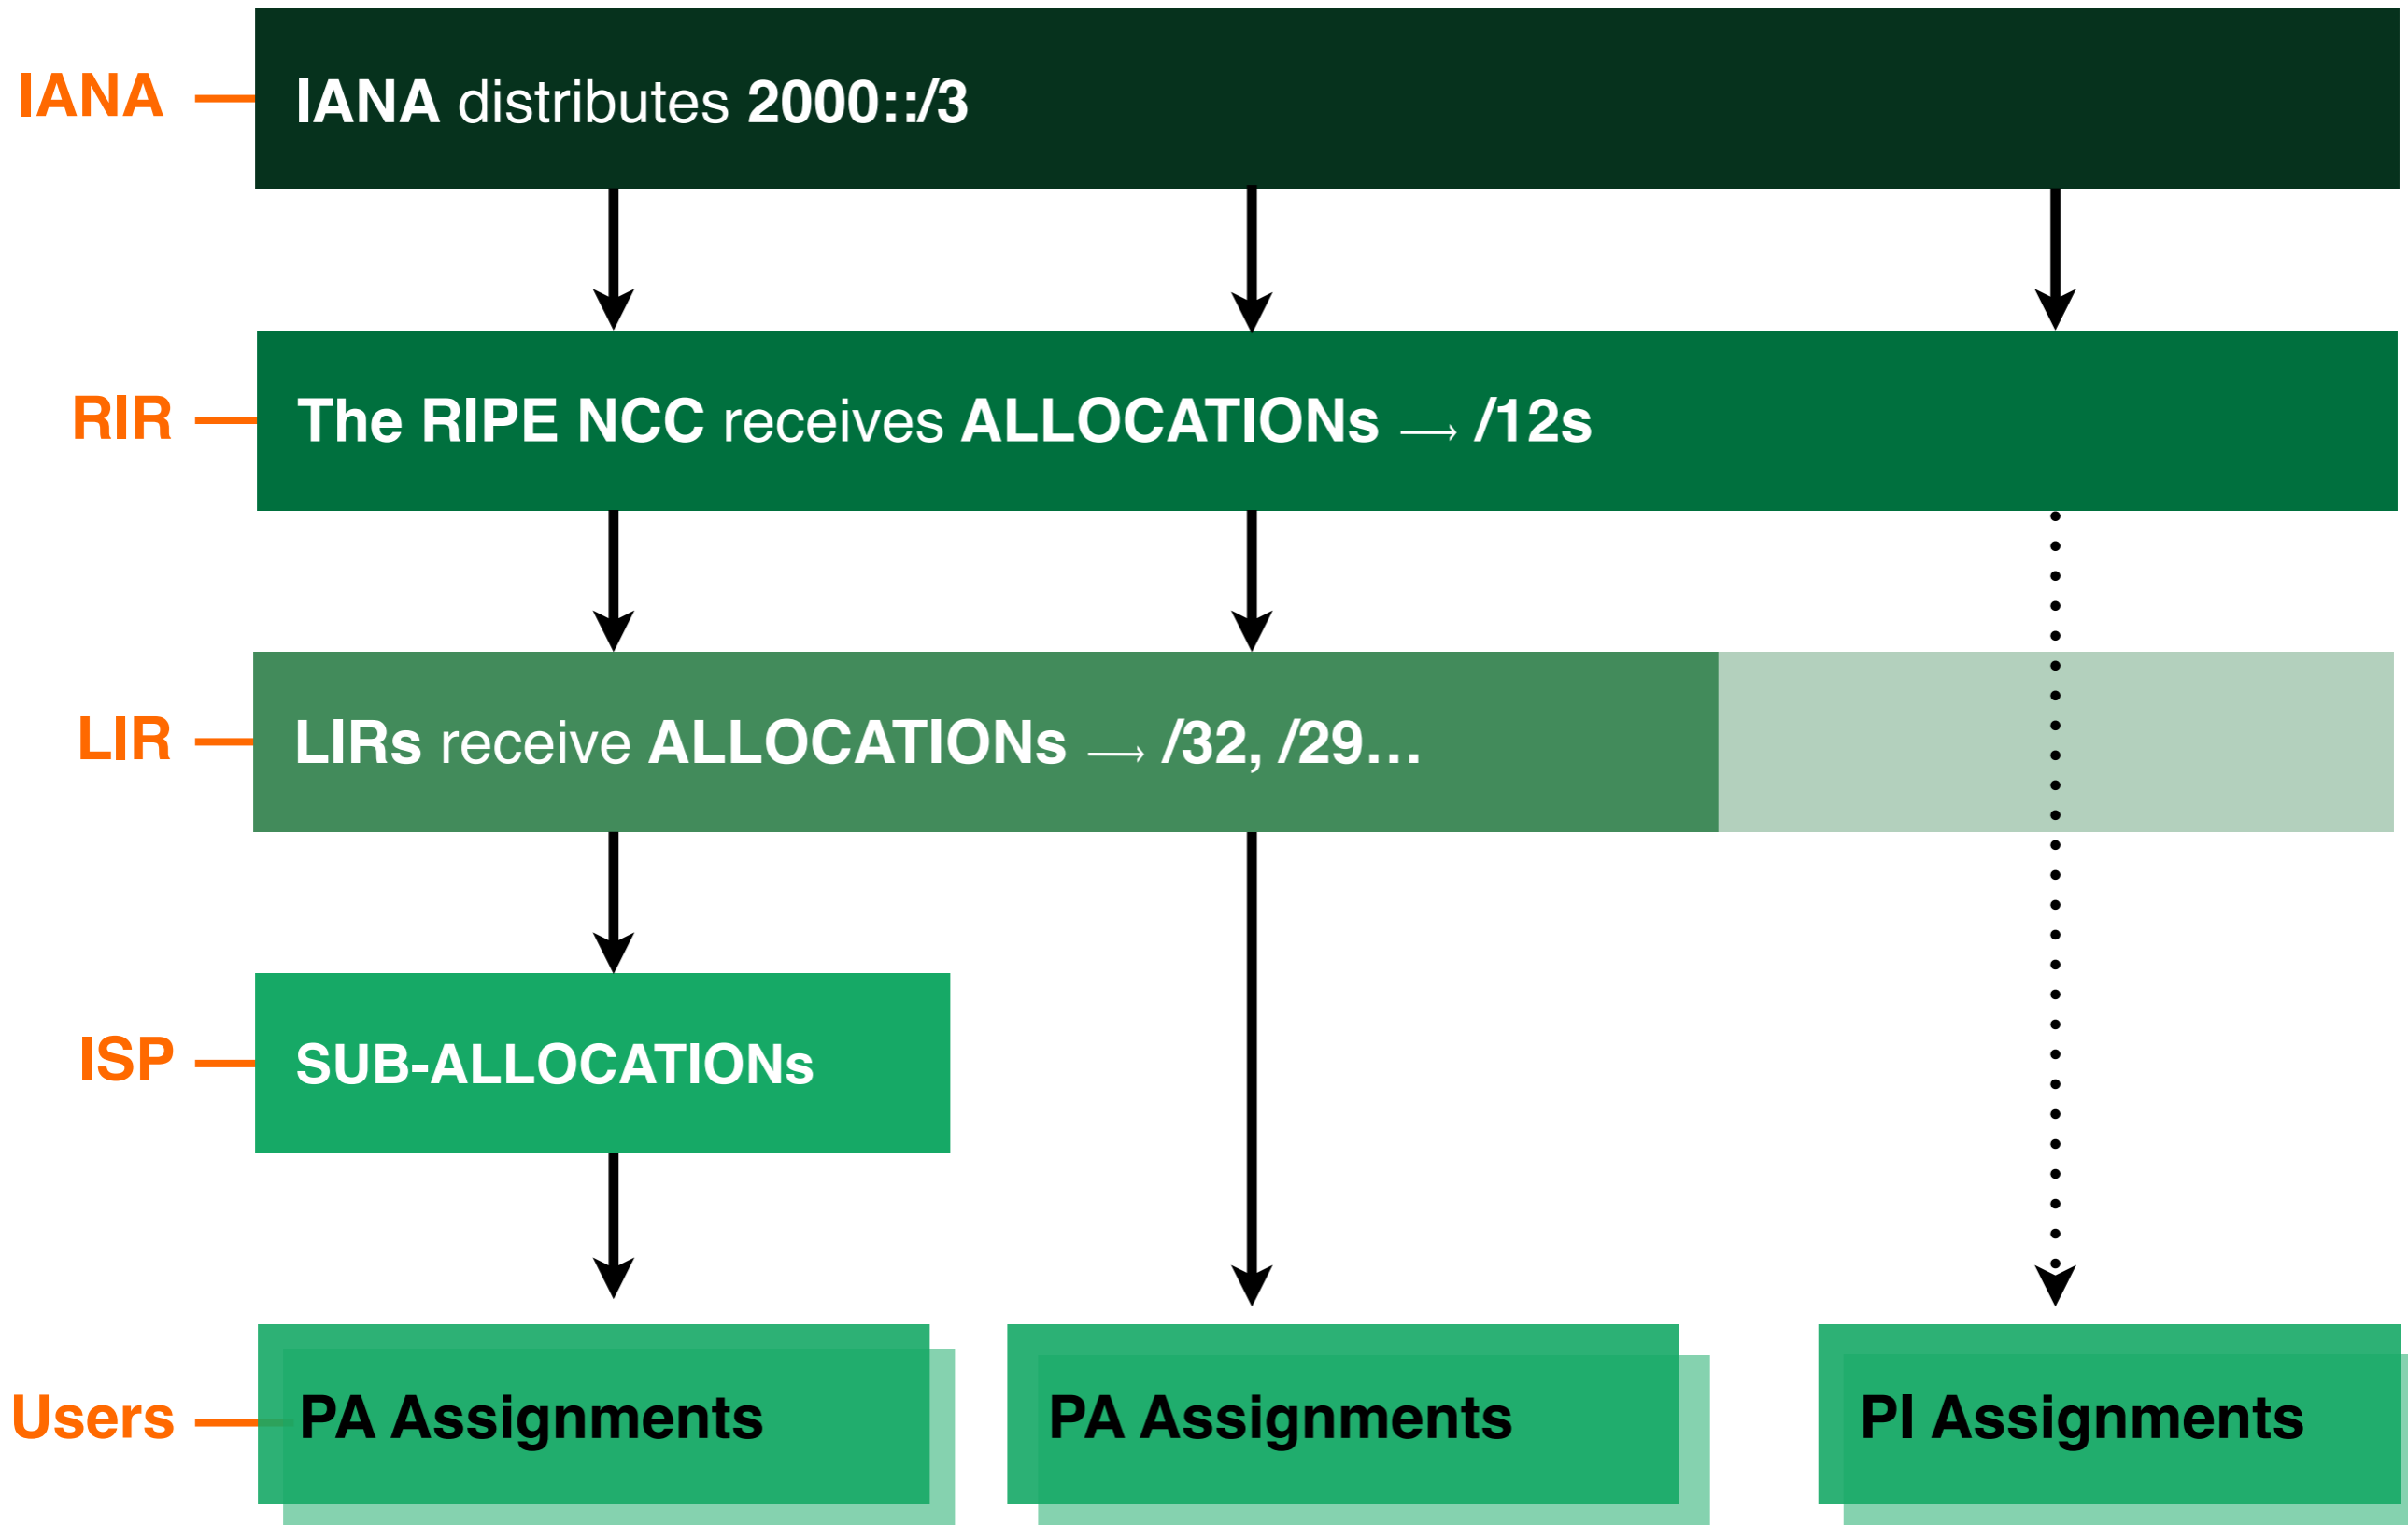 IANA
IANA distributes 2000::/3
RIR
The RIPE NCC receives ALLOCATIONs → /12s
LIR
LIRs receive ALLOCATIONs → /32, /29...
ISP
SUB-ALLOCATIONs
Users
PA Assignments
PA Assignments
PI Assignments